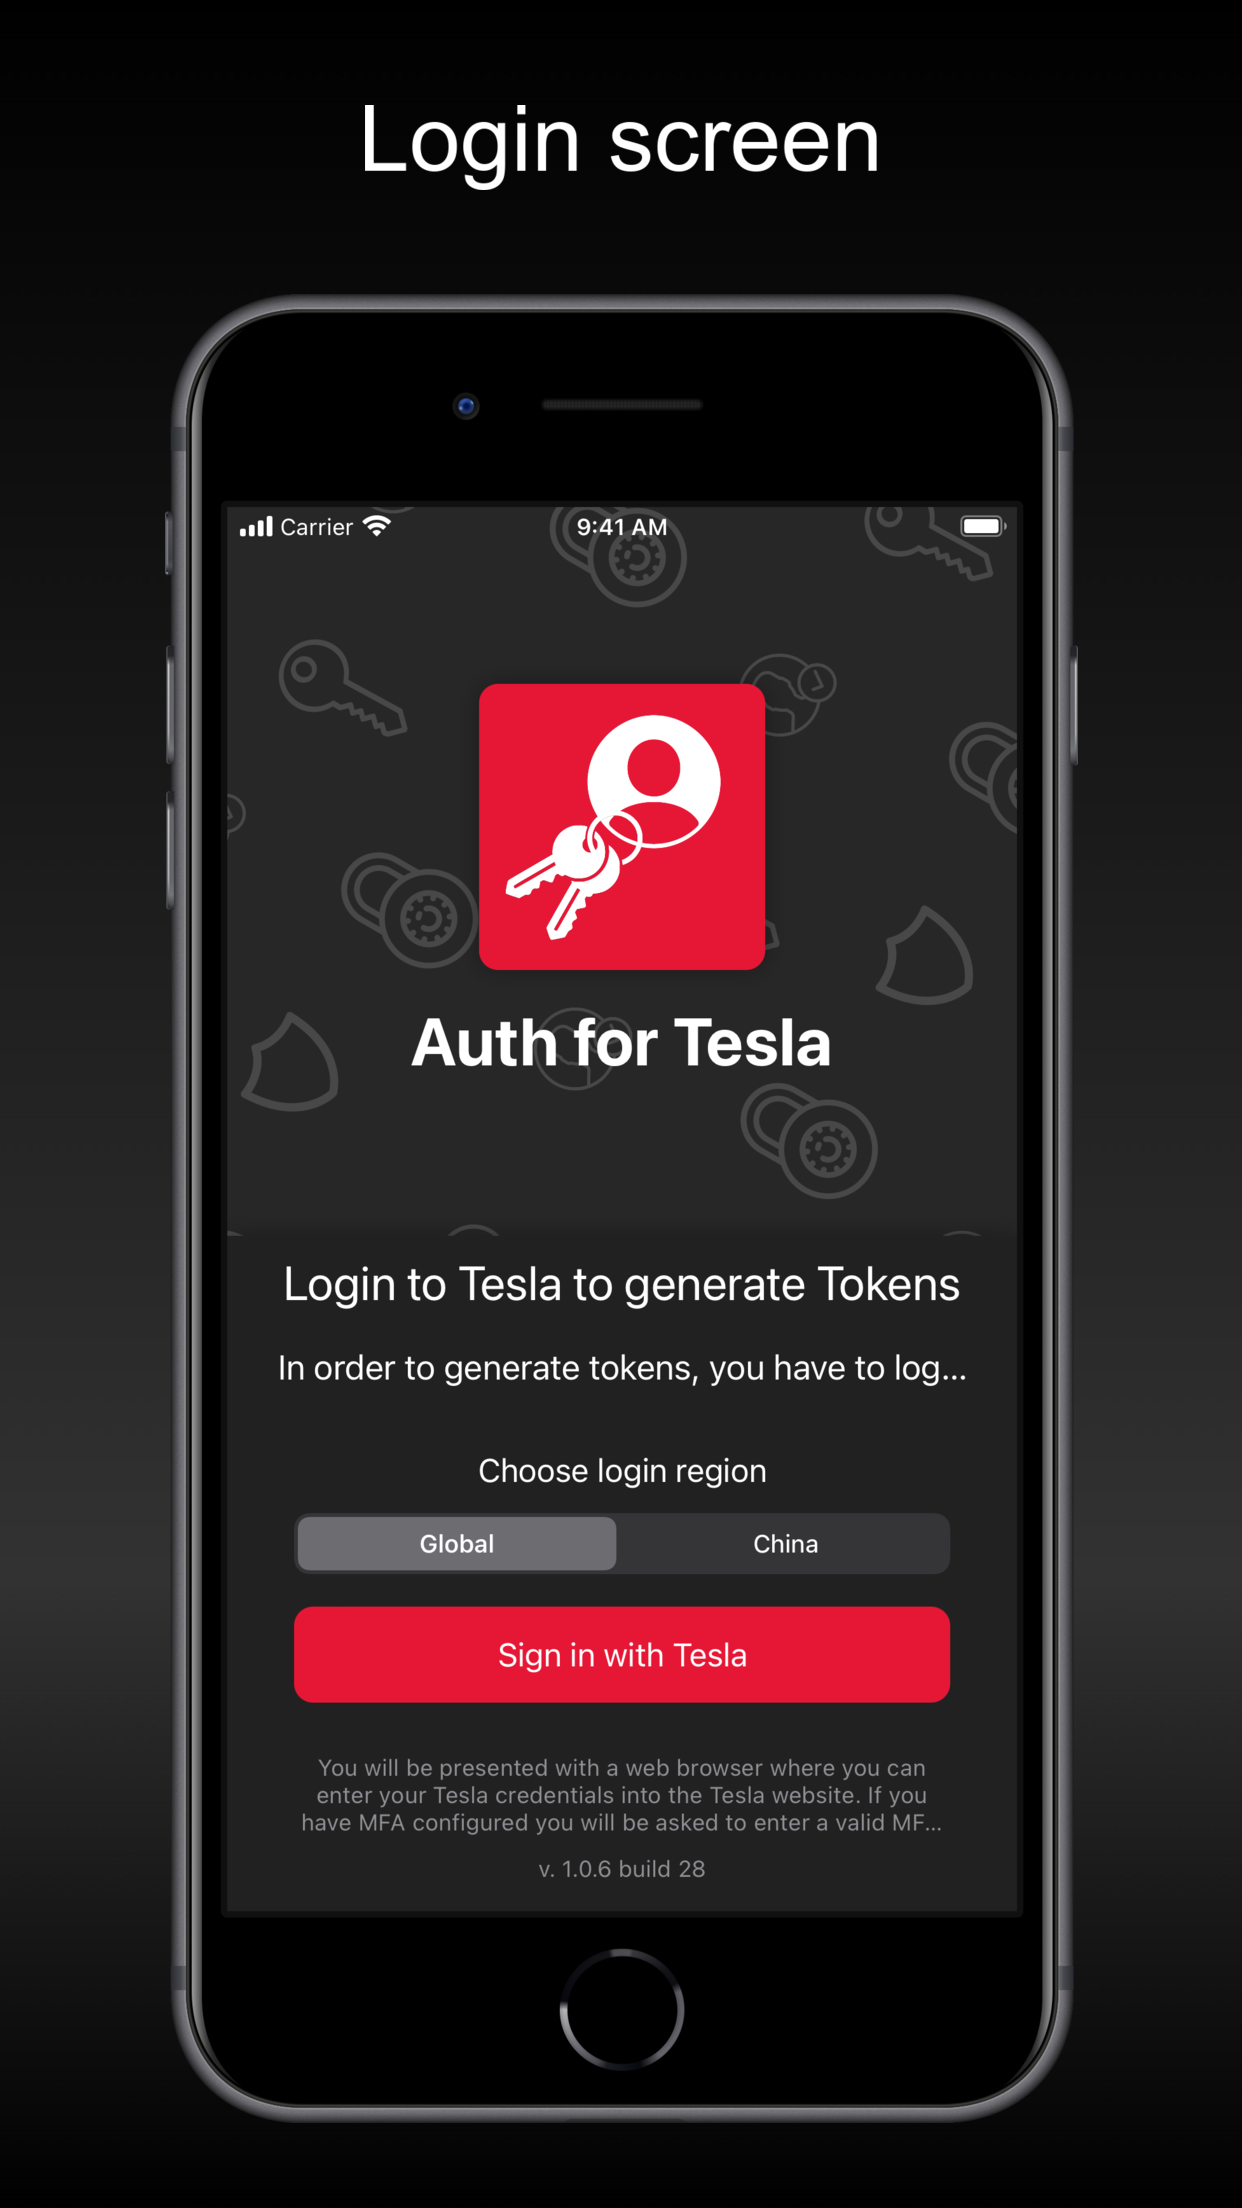 Login screen
Carrier 9:41 AM
Auth for Tesla
Login to Tesla to generate Tokens
In order to generate tokens, you have to log...
Choose login region
Global China
Sign in with Tesla
You will be presented with a web browser where you can
enter your Tesla credentials into the Tesla website. If you
have MFA configured you will be asked to enter a valid MF...
v. 1.0.6 build 28